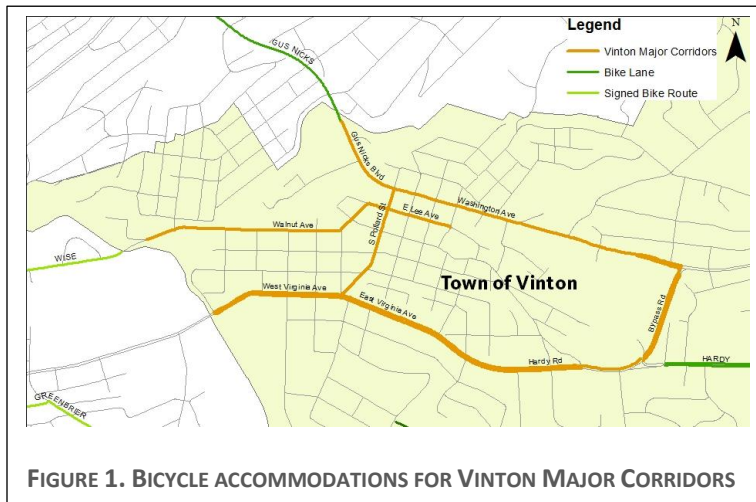 Legend
N
Vinton Major Corridors
Bike Lane
Signed Bike Route
GUS NICKS
Gus Nicks Blvd
Washington Ave
E Lee Ave
S Pollard St
Walnut Ave
WISE
Town of Vinton
West Virginia Ave
East Virginia Ave
Bypass Rd
Hardy Rd
HARDY
GREENBRIER
FIGURE 1. BICYCLE ACCOMMODATIONS FOR VINTON MAJOR CORRIDORS